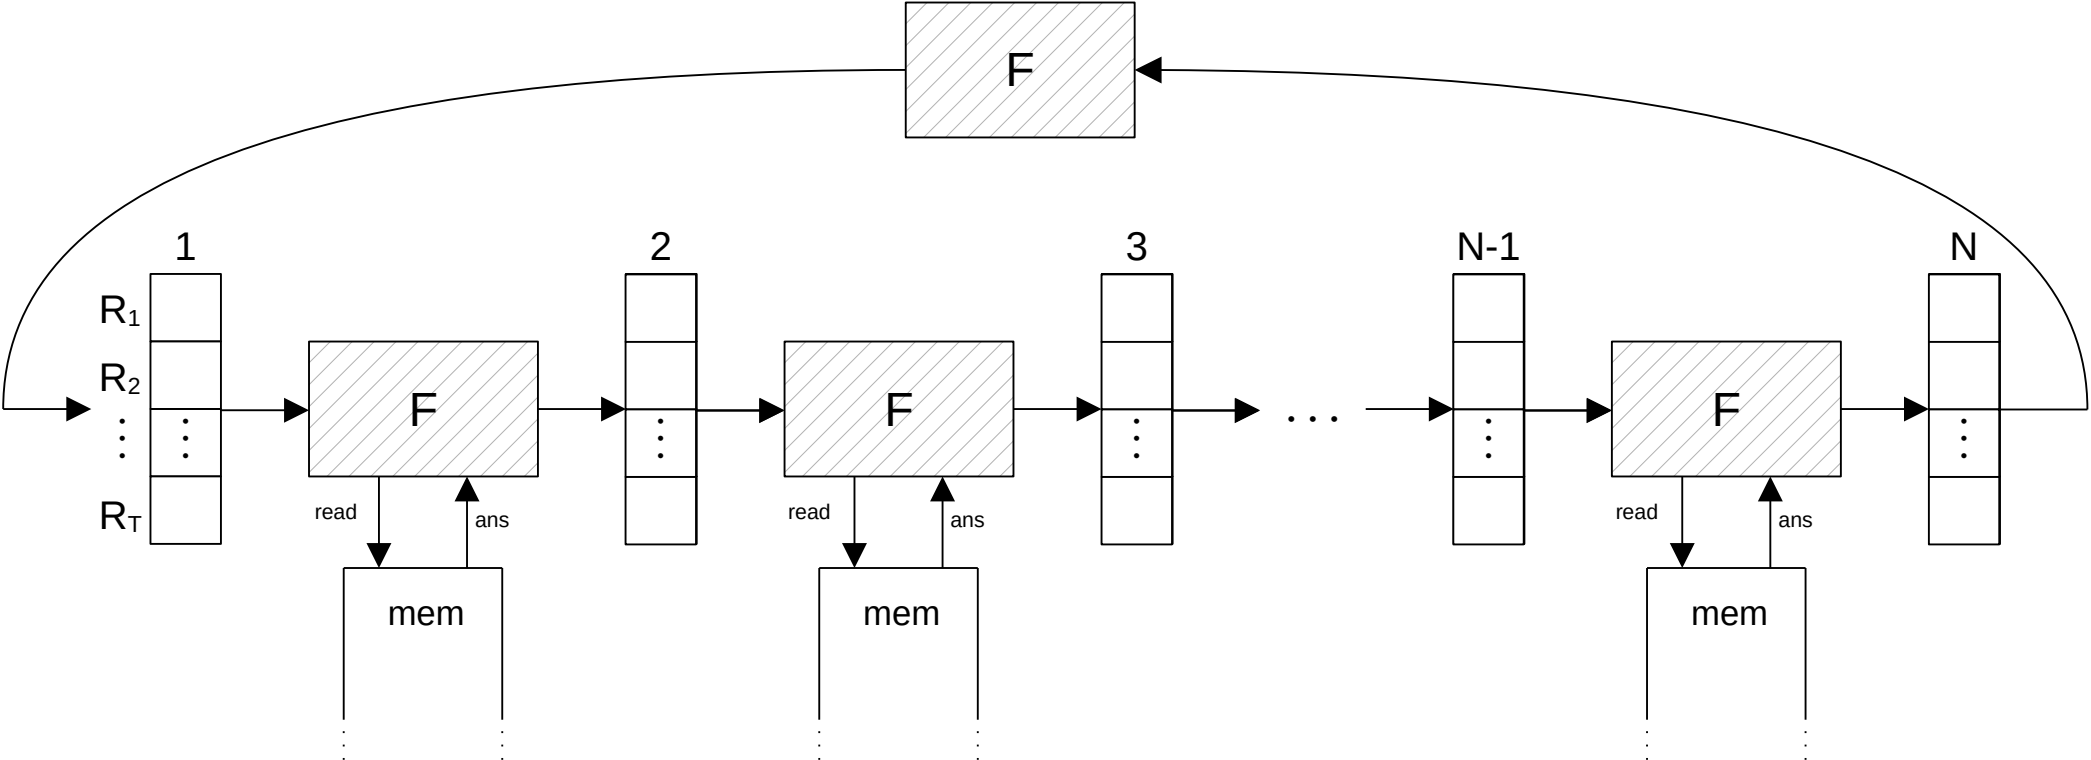 F
1
2
3
N-1
N
R1
R2
RT
F
F
...
F
read
ans
read
ans
read
ans
mem
mem
mem